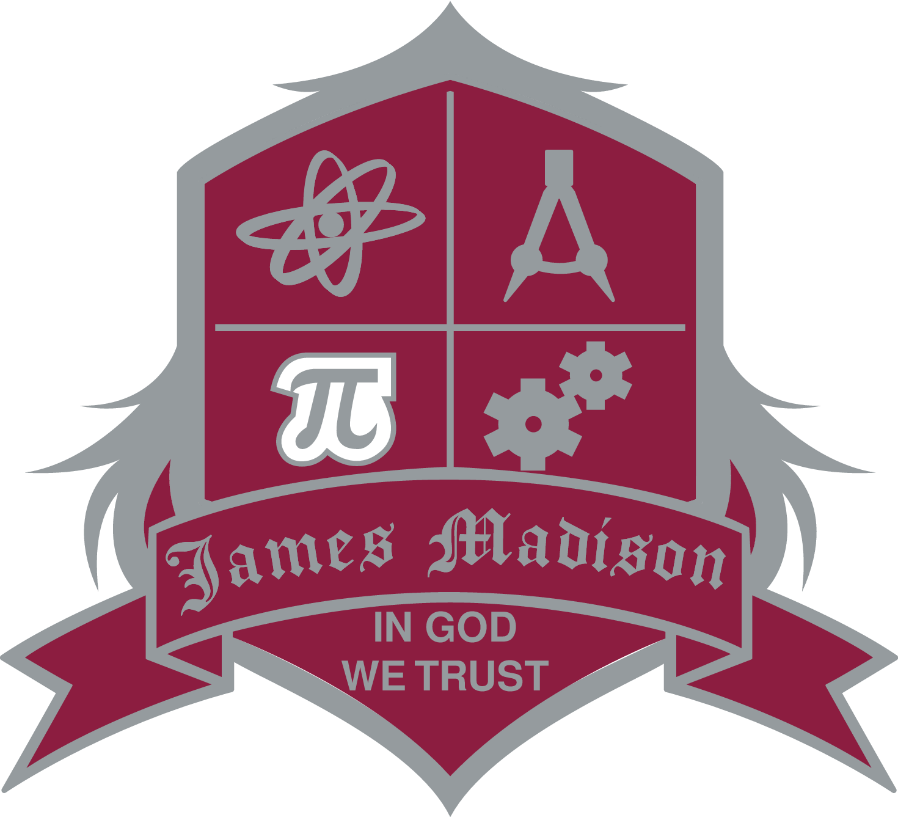 π
James Madison
IN GOD
WE TRUST